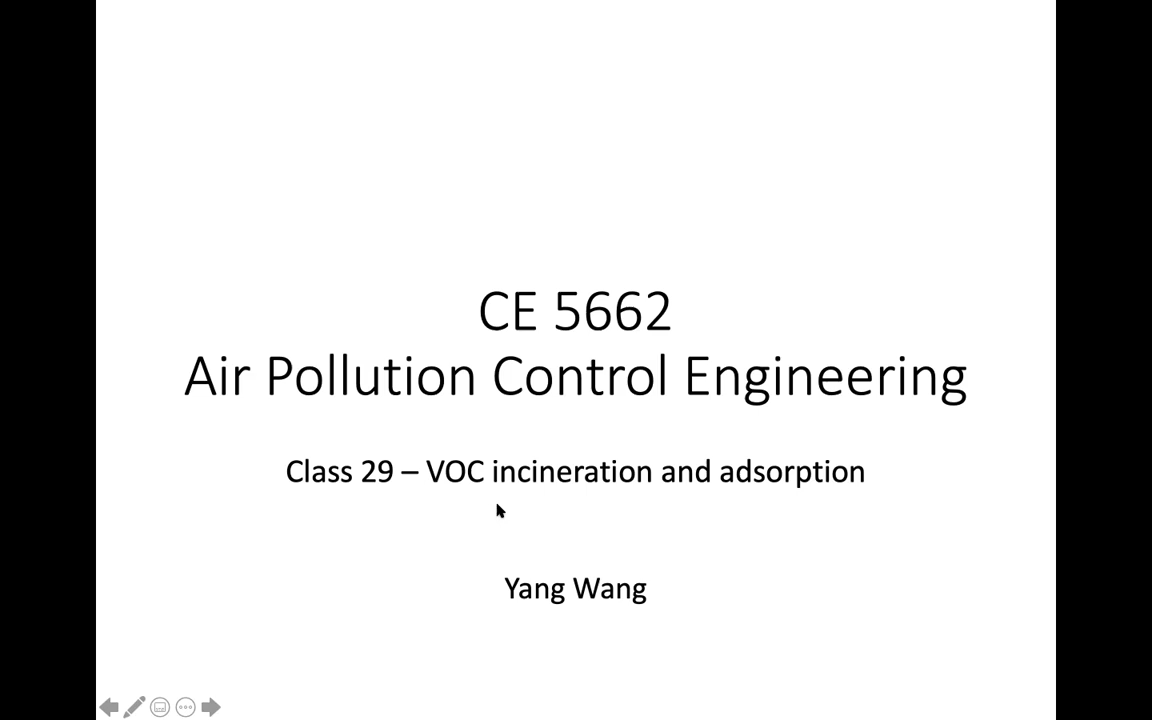 CE 5662
Air Pollution Control Engineering
Class 29 – VOC incineration and adsorption
Yang Wang